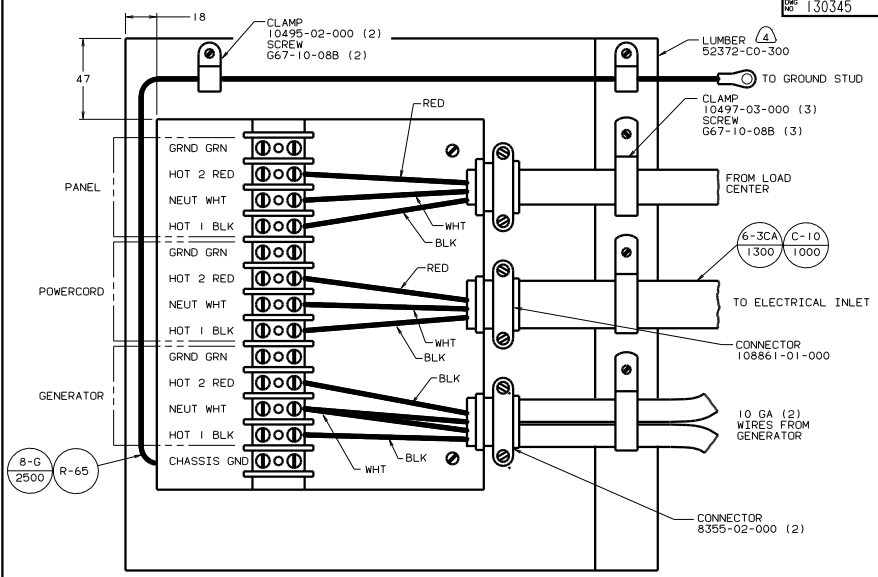 DWG NO 130345
18
CLAMP
10495-02-000 (2)
SCREW
G67-10-08B (2)
LUMBER 4
52372-C0-300
47
TO GROUND STUD
CLAMP
10497-03-000 (3)
SCREW
G67-10-08B (3)
RED
GRND GRN
HOT 2 RED
PANEL
NEUT WHT
HOT 1 BLK
WHT
BLK
FROM LOAD
CENTER
6-3CA
1300
C-10
1000
GRND GRN
RED
HOT 2 RED
POWERCORD
NEUT WHT
HOT 1 BLK
WHT
BLK
TO ELECTRICAL INLET
CONNECTOR
108861-01-000
GRND GRN
BLK
HOT 2 RED
GENERATOR
NEUT WHT
HOT 1 BLK
BLK
WHT
10 GA (2)
WIRES FROM
GENERATOR
CHASSIS GND
8-G
2500
R-65
CONNECTOR
8355-02-000 (2)